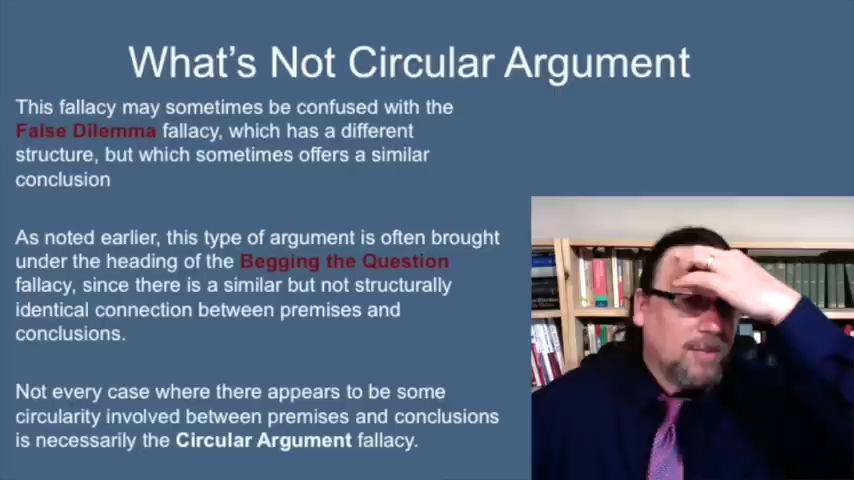 What's Not Circular Argument
This fallacy may sometimes be confused with the
False Dilemma fallacy, which has a different
structure, but which sometimes offers a similar
conclusion
As noted earlier, this type of argument is often brought
under the heading of the Begging the Question
fallacy, since there is a similar but not structurally
identical connection between premises and
conclusions.
Not every case where there appears to be some
circularity involved between premises and conclusions
is necessarily the Circular Argument fallacy.